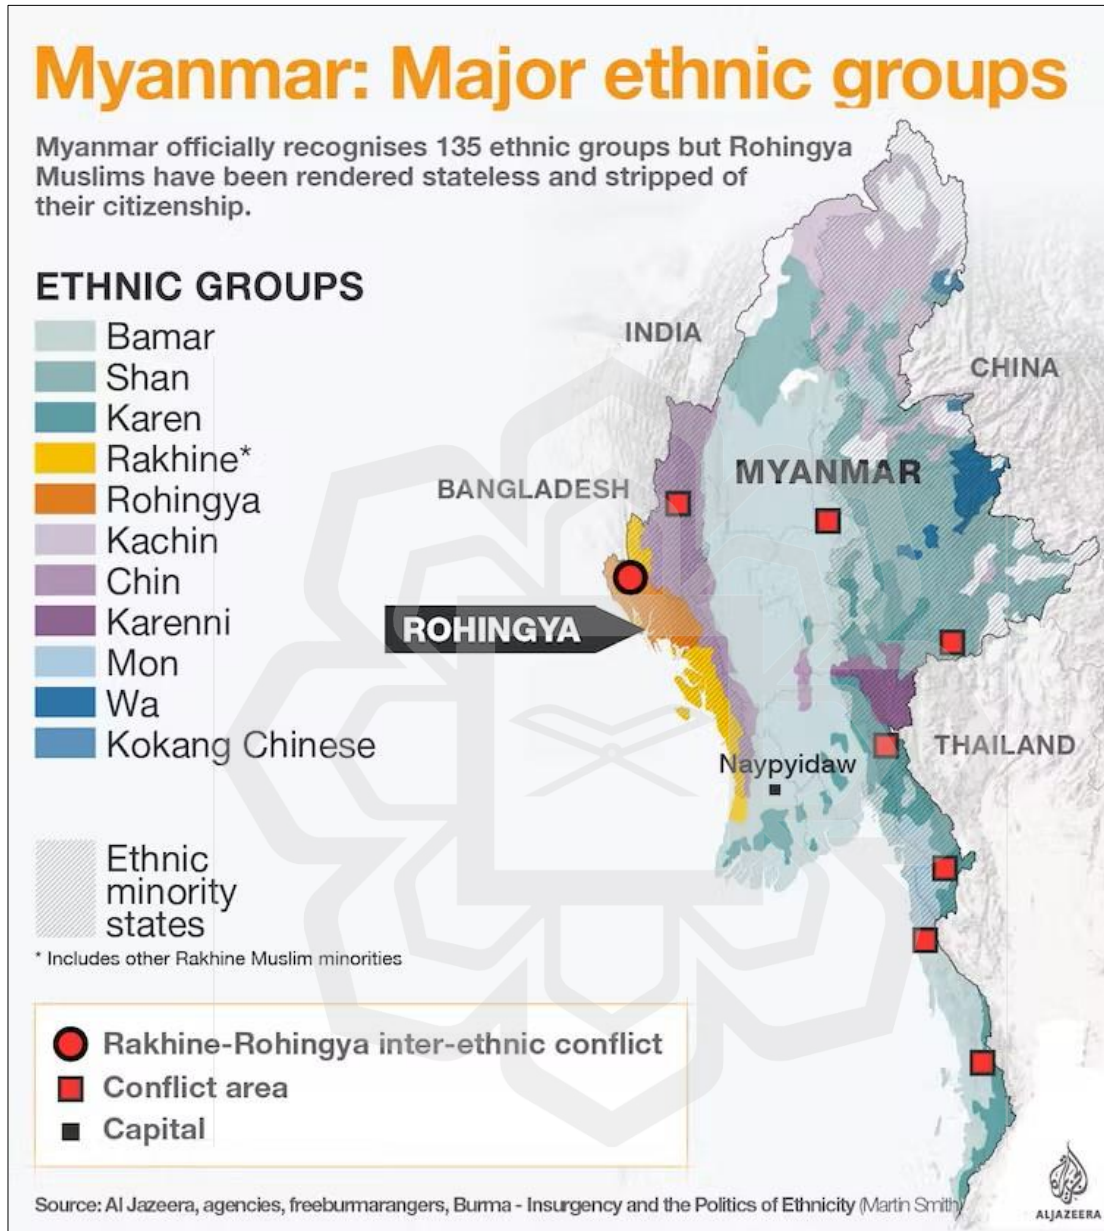 Myanmar: Major ethnic groups
Myanmar officially recognises 135 ethnic groups but Rohingya
Muslims have been rendered stateless and stripped of
their citizenship.
ETHNIC GROUPS
Bamar
Shan
Karen
Rakhine*
Rohingya
Kachin
Chin
Karenni
Mon
Wa
Kokang Chinese
Ethnic
minority
states
* Includes other Rakhine Muslim minorities
INDIA
CHINA
BANGLADESH
MYANMAR
ROHINGYA
THAILAND
Naypyidaw
Rakhine-Rohingya inter-ethnic conflict
Conflict area
Capital
Source: Al Jazeera, agencies, freeburmarangers, Burma - Insurgency and the Politics of Ethnicity (Martin Smith)
ALJAZEERA